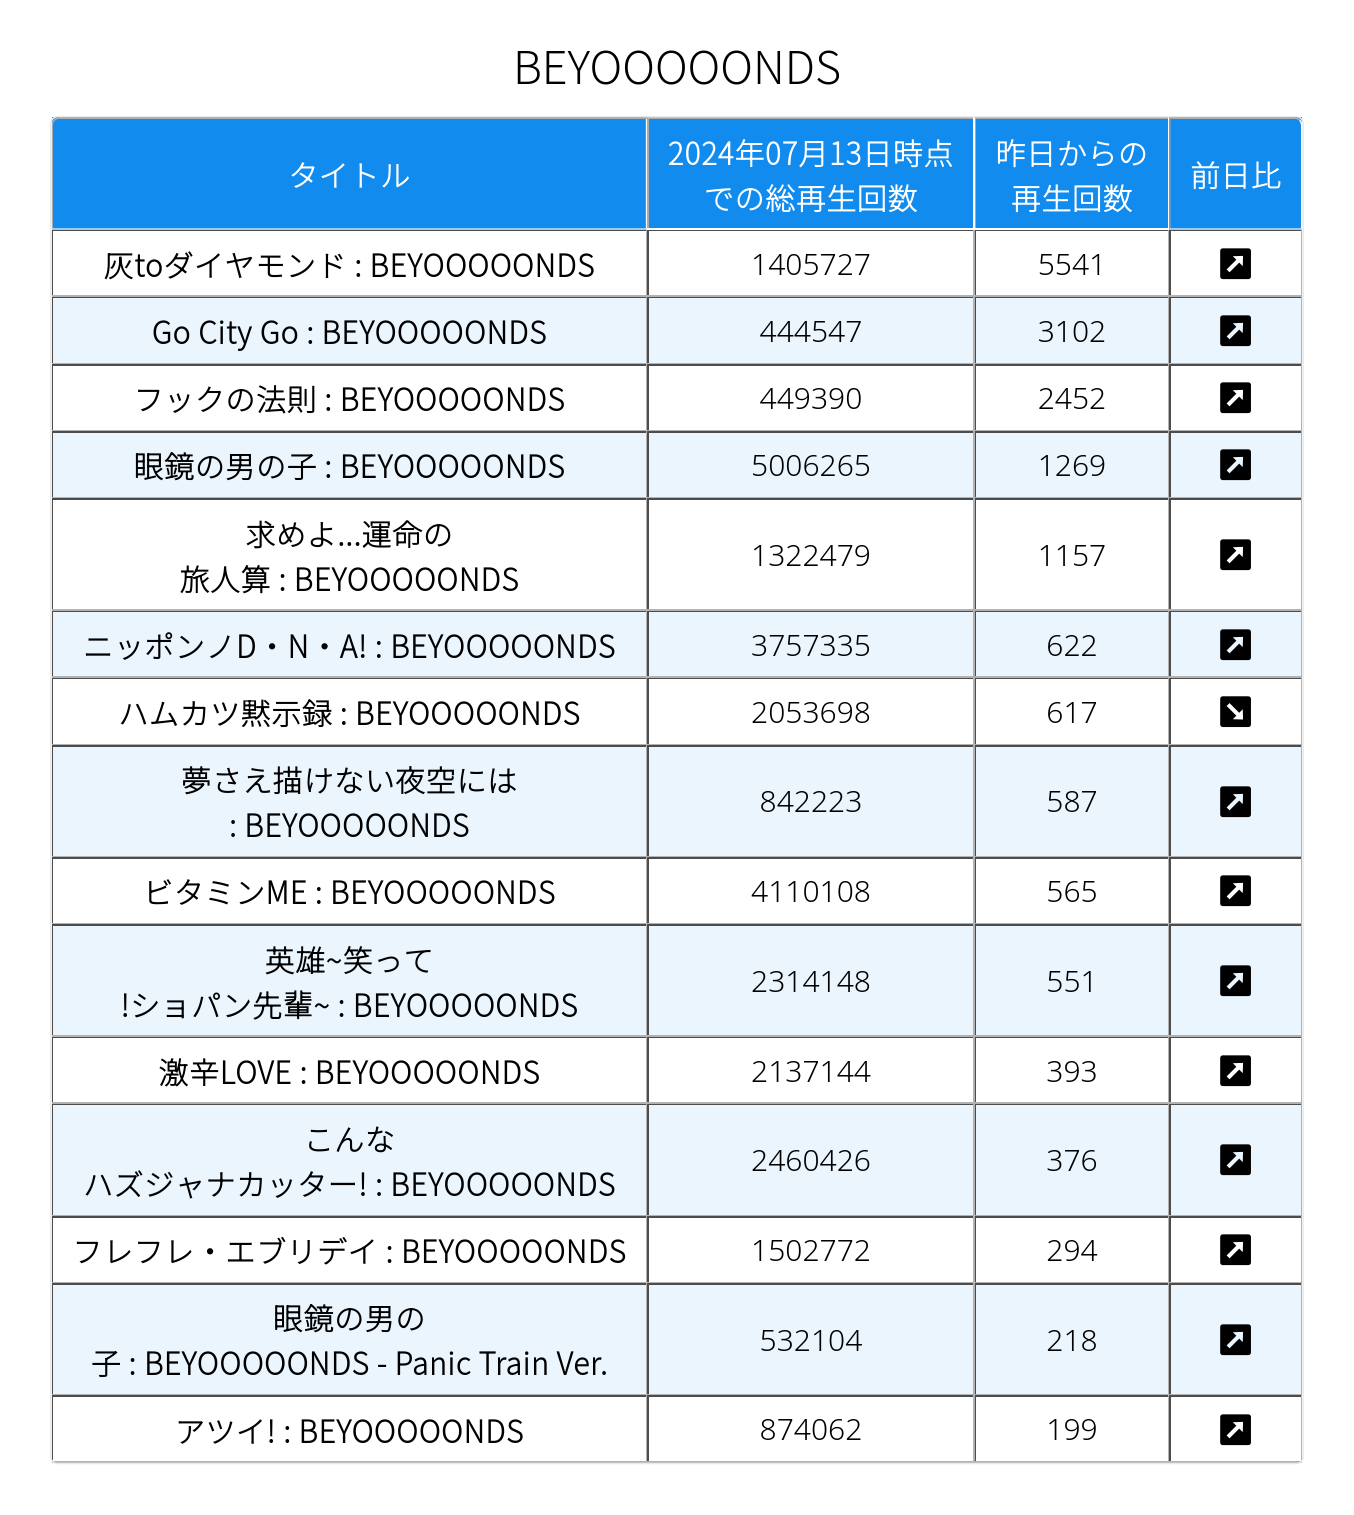 BEYOOOOONDS
タイトル
2024年07月13日時点
での総再生回数
昨日からの
再生回数
前日比
灰toダイヤモンド : BEYOOOOONDS 1405727 5541
Go City Go : BEYOOOOONDS 444547 3102
フックの法則 : BEYOOOOONDS 449390 2452
眼鏡の男の子 : BEYOOOOONDS 5006265 1269
求めよ...運命の
旅人算 : BEYOOOOONDS 1322479 1157
ニッポンノD・N・A! : BEYOOOOONDS 3757335 622
ハムカツ黙示録 : BEYOOOOONDS 2053698 617
夢さえ描けない夜空には
: BEYOOOOONDS 842223 587
ビタミンME : BEYOOOOONDS 4110108 565
英雄~笑って
!ショパン先輩~ : BEYOOOOONDS 2314148 551
激辛LOVE : BEYOOOOONDS 2137144 393
こんな
ハズジャナカッター! : BEYOOOOONDS 2460426 376
フレフレ・エブリデイ : BEYOOOOONDS 1502772 294
眼鏡の男の
子 : BEYOOOOONDS - Panic Train Ver. 532104 218
アツイ! : BEYOOOOONDS 874062 199